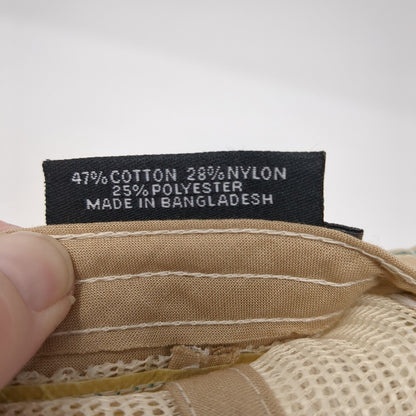 47% COTTON 28% NYLON
25% POLYESTER
MADE IN BANGLADESH